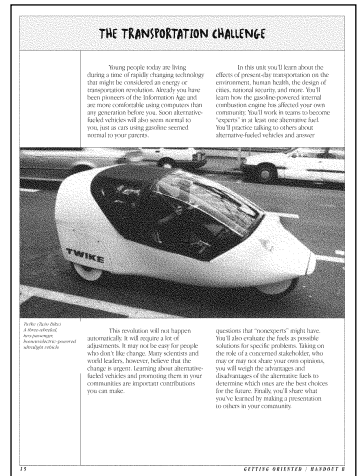 THE TRANSPORTATION CHALLENGE
Young people today are living
during a time of rapidly changing technology
that might be considered an energy or
transportation revolution. Already you have
been pioneers of the Information Age and
are more comfortable using computers than
any generation before you. Soon alternative-
fueled vehicles will also seem normal to
you, just as cars using gasoline seemed
normal to your parents.
In this unit you'll learn about the
effects of present-day transportation on the
environment, human health, the design of
cities, national security, and more. You'll
learn how the gasoline-powered internal
combustion engine has affected your own
community. You'll work in teams to become
"experts" in at least one alternative fuel.
You'll practice talking to others about
alternative-fueled vehicles and answer
TWIKE
Twike (Twin Bike)
A three-wheeled,
two-passenger
human/electric-powered
ultralight vehicle
This revolution will not happen
automatically. It will require a lot of
adjustments. It may not be easy for people
who don't like change. Many scientists and
world leaders, however, believe that the
change is urgent. Learning about alternative-
fueled vehicles and promoting them in your
communities are important contributions
you can make.
questions that "nonexperts" might have.
You'll also evaluate the fuels as possible
solutions for specific problems. Taking on
the role of a concerned stakeholder, who
may or may not share your own opinions,
you will weigh the advantages and
disadvantages of the alternative fuels to
determine which ones are the best choices
for the future. Finally, you'll share what
you've learned by making a presentation
to others in your community.
18
GETTING ORIENTED / HANDOUT B